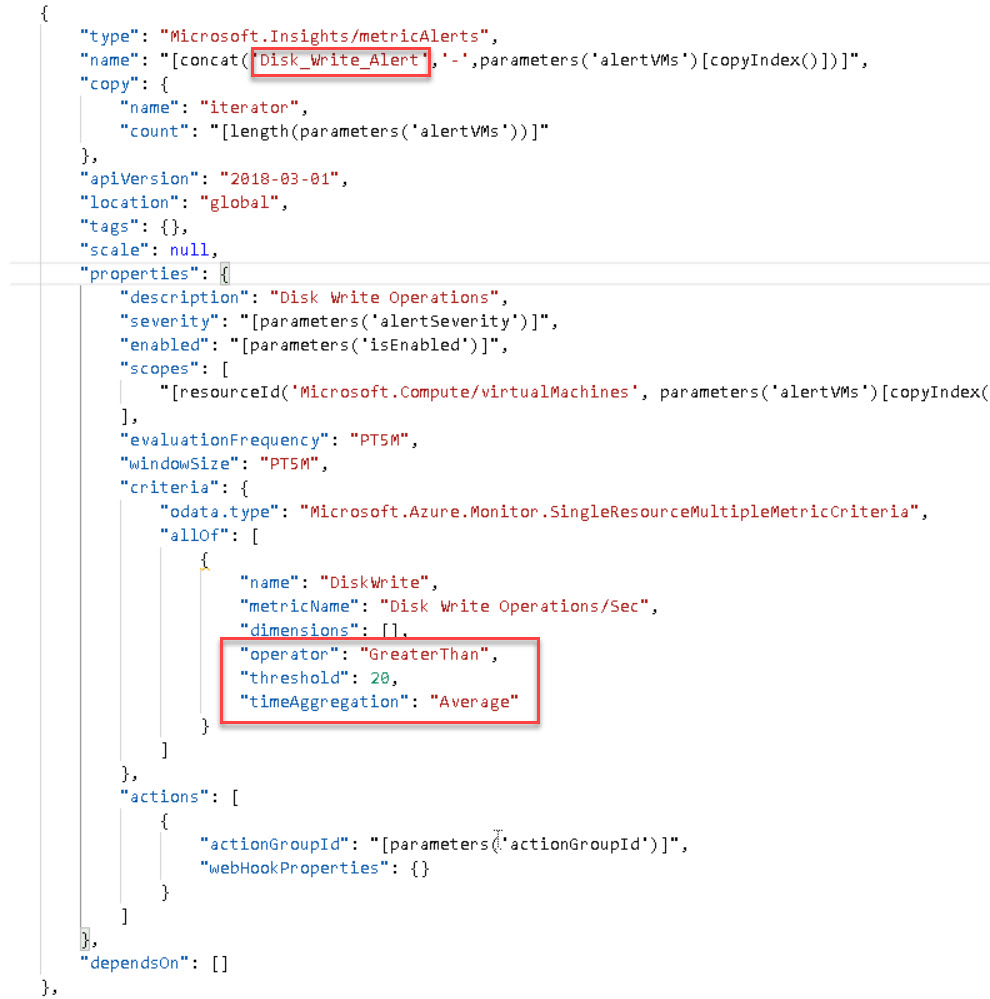 {
"type": "Microsoft.Insights/metricAlerts",
"name": "[concat('Disk_Write_Alert','-',parameters('alertVMs')[copyIndex()])]",
"copy": {
"name": "iterator",
"count": "[length(parameters('alertVMs'))]"
},
"apiVersion": "2018-03-01",
"location": "global",
"tags": {},
"scale": null,
"properties": {
"description": "Disk Write Operations",
"severity": "[parameters('alertSeverity')]",
"enabled": "[parameters('isEnabled')]",
"scopes": [
"[resourceId('Microsoft.Compute/virtualMachines', parameters('alertVMs')[copyIndex(
],
"evaluationFrequency": "PT5M",
"windowSize": "PT5M",
"criteria": {
"odata.type": "Microsoft.Azure.Monitor.SingleResourceMultipleMetricCriteria",
"allOf": [
{
"name": "DiskWrite",
"metricName": "Disk Write Operations/Sec",
"dimensions": [],
"operator": "GreaterThan",
"threshold": 20,
"timeAggregation": "Average"
}
]
},
"actions": [
{
"actionGroupId": "[parameters('actionGroupId')]",
"webHookProperties": {}
}
]
},
"dependsOn": []
},